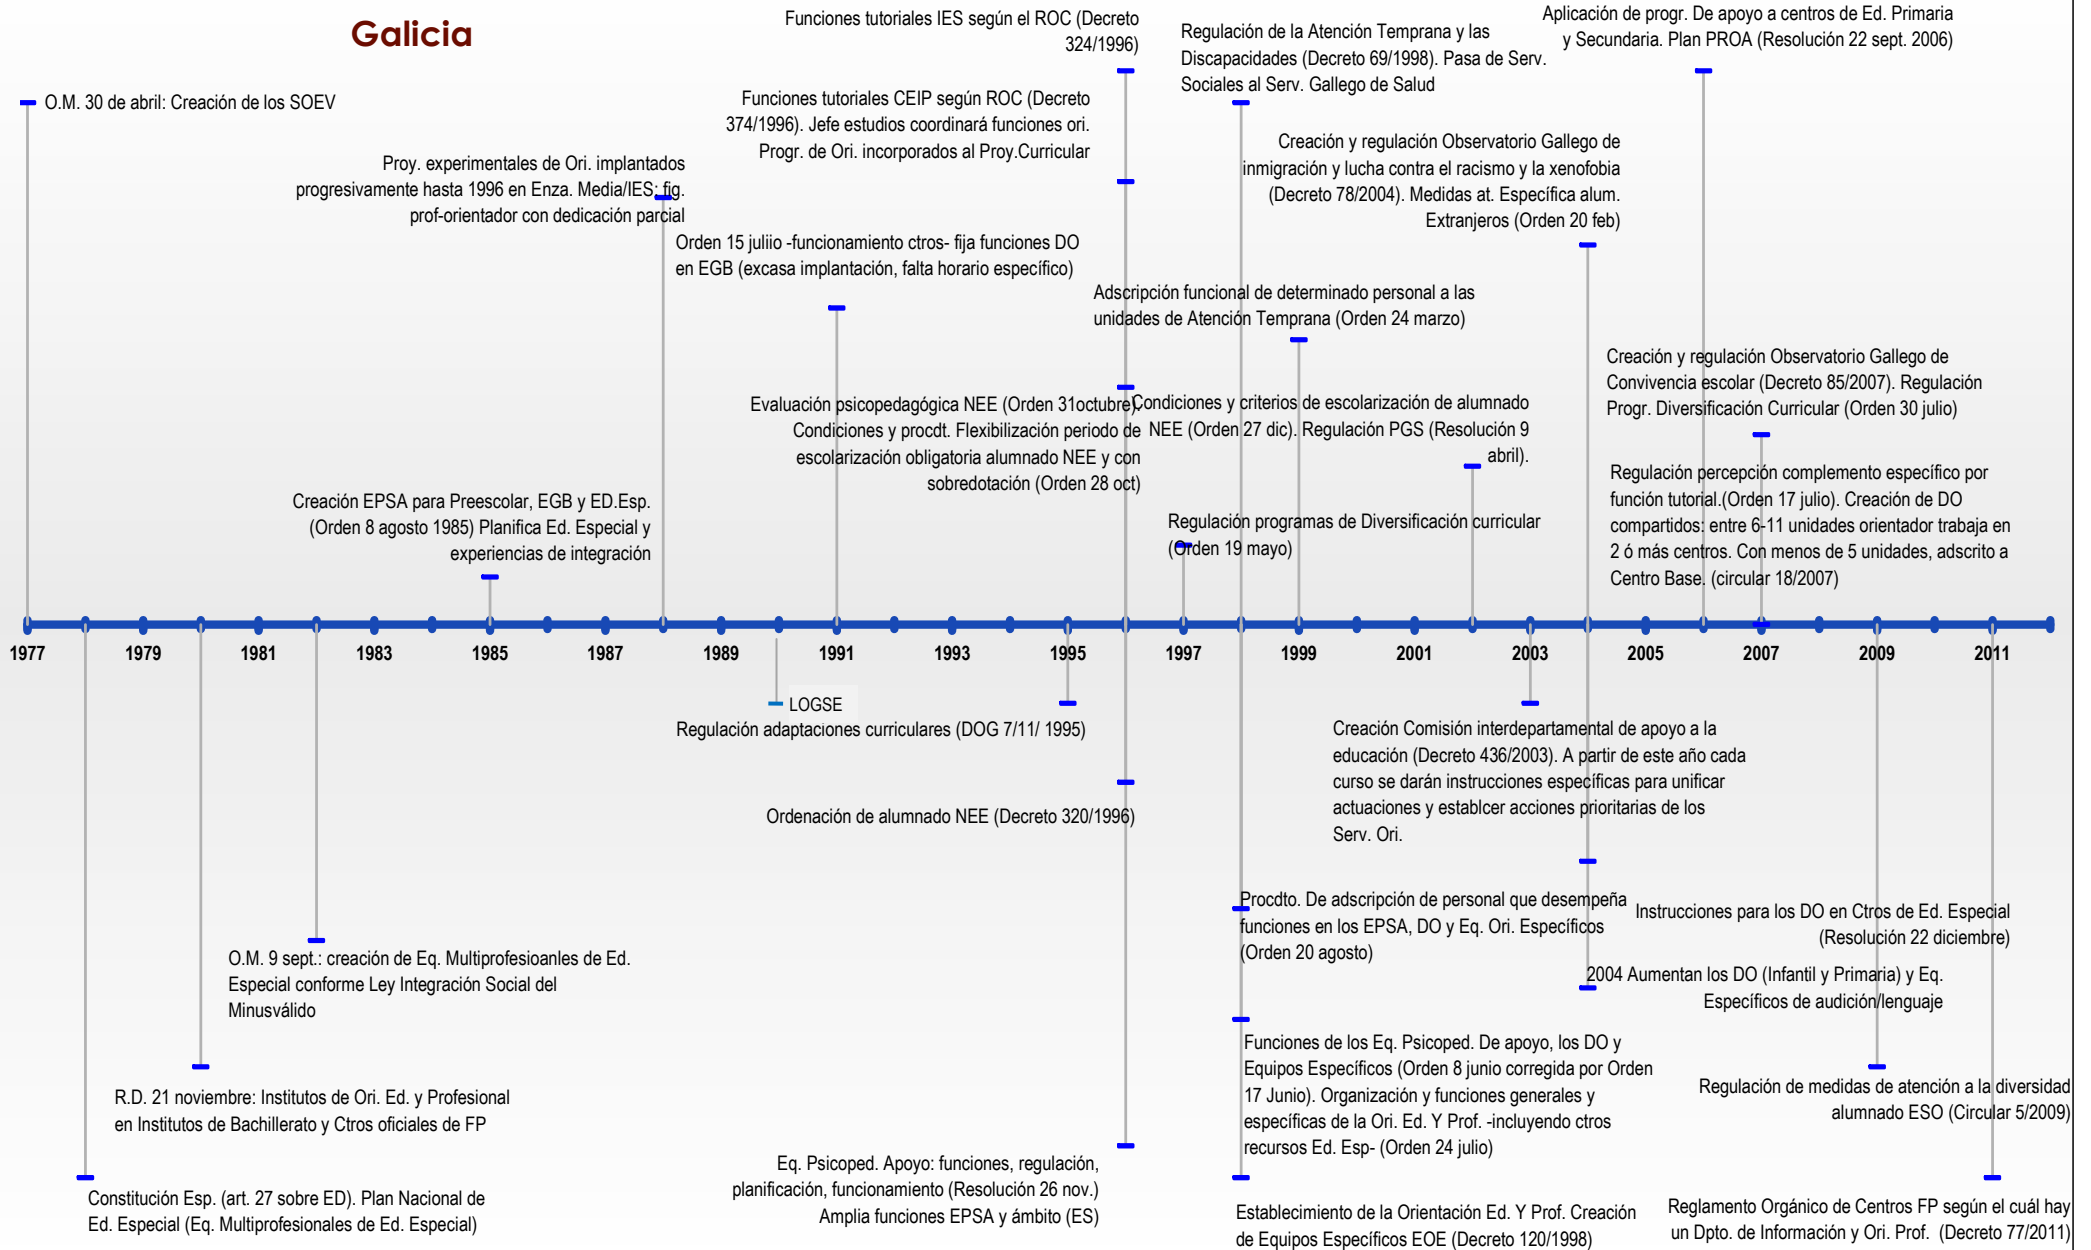 Galicia
Funciones tutoriales IES según el ROC (Decreto
324/1996)
Regulación de la Atención Temprana y las
Discapacidades (Decreto 69/1998). Pasa de Serv.
Sociales al Serv. Gallego de Salud
Aplicación de progr. De apoyo a centros de Ed. Primaria
y Secundaria. Plan PROA (Resolución 22 sept. 2006)
O.M. 30 de abril: Creación de los SOEV
Funciones tutoriales CEIP según ROC (Decreto
374/1996). Jefe estudios coordinará funciones ori.
Progr. de Ori. incorporados al Proy.Curricular
Creación y regulación Observatorio Gallego de
inmigración y lucha contra el racismo y la xenofobia
(Decreto 78/2004). Medidas at. Específica alum.
Extranjeros (Orden 20 feb)
Proy. experimentales de Ori. implantados
progresivamente hasta 1996 en Enza. Media/IES: fig.
prof-orientador con dedicación parcial
Orden 15 juliio -funcionamiento ctros- fija funciones DO
en EGB (excasa implantación, falta horario específico)
Adscripción funcional de determinado personal a las
unidades de Atención Temprana (Orden 24 marzo)
Creación y regulación Observatorio Gallego de
Convivencia escolar (Decreto 85/2007). Regulación
Progr. Diversificación Curricular (Orden 30 julio)
Evaluación psicopedagógica NEE (Orden 31octubre).
Condiciones y procdt. Flexibilización periodo de
escolarización obligatoria alumnado NEE y con
sobredotación (Orden 28 oct)
Condiciones y criterios de escolarización de alumnado
NEE (Orden 27 dic). Regulación PGS (Resolución 9
abril).
Regulación percepción complemento específico por
función tutorial.(Orden 17 julio). Creación de DO
compartidos: entre 6-11 unidades orientador trabaja en
2 ó más centros. Con menos de 5 unidades, adscrito a
Centro Base. (circular 18/2007)
Creación EPSA para Preescolar, EGB y ED.Esp.
(Orden 8 agosto 1985) Planifica Ed. Especial y
experiencias de integración
Regulación programas de Diversificación curricular
(Orden 19 mayo)
1977 1979 1981 1983 1985 1987 1989 1991 1993 1995 1997 1999 2001 2003 2005 2007 2009 2011
LOGSE
Regulación adaptaciones curriculares (DOG 7/11/ 1995)
Creación Comisión interdepartamental de apoyo a la
educación (Decreto 436/2003). A partir de este año cada
curso se darán instrucciones específicas para unificar
actuaciones y establcer acciones prioritarias de los
Serv. Ori.
Ordenación de alumnado NEE (Decreto 320/1996)
Procdto. De adscripción de personal que desempeña
funciones en los EPSA, DO y Eq. Ori. Específicos
(Orden 20 agosto)
Instrucciones para los DO en Ctros de Ed. Especial
(Resolución 22 diciembre)
O.M. 9 sept.: creación de Eq. Multiprofesioanles de Ed.
Especial conforme Ley Integración Social del
Minusválido
2004 Aumentan los DO (Infantil y Primaria) y Eq.
Específicos de audición/lenguaje
Funciones de los Eq. Psicoped. De apoyo, los DO y
Equipos Específicos (Orden 8 junio corregida por Orden
17 Junio). Organización y funciones generales y
específicas de la Ori. Ed. Y Prof. -incluyendo ctros
recursos Ed. Esp- (Orden 24 julio)
R.D. 21 noviembre: Institutos de Ori. Ed. y Profesional
en Institutos de Bachillerato y Ctros oficiales de FP
Regulación de medidas de atención a la diversidad
alumnado ESO (Circular 5/2009)
Eq. Psicoped. Apoyo: funciones, regulación,
planificación, funcionamiento (Resolución 26 nov.)
Amplia funciones EPSA y ámbito (ES)
Constitución Esp. (art. 27 sobre ED). Plan Nacional de
Ed. Especial (Eq. Multiprofesionales de Ed. Especial)
Establecimiento de la Orientación Ed. Y Prof. Creación
de Equipos Específicos EOE (Decreto 120/1998)
Reglamento Orgánico de Centros FP según el cuál hay
un Dpto. de Información y Ori. Prof.  (Decreto 77/2011)